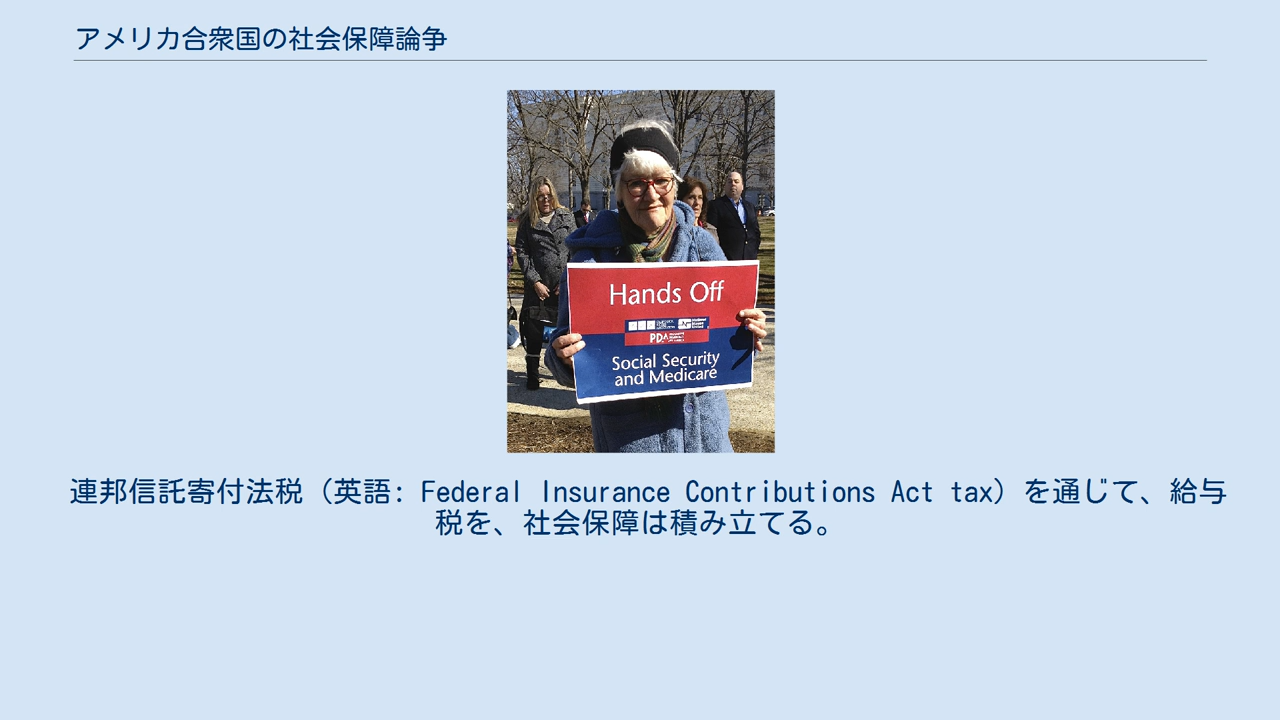 アメリカ合衆国の社会保障論争
Hands Off
PDA
Social Security
and Medicare
連邦信託寄付法税（英語: Federal Insurance Contributions Act tax）を通じて、給与
税を、社会保障は積み立てる。